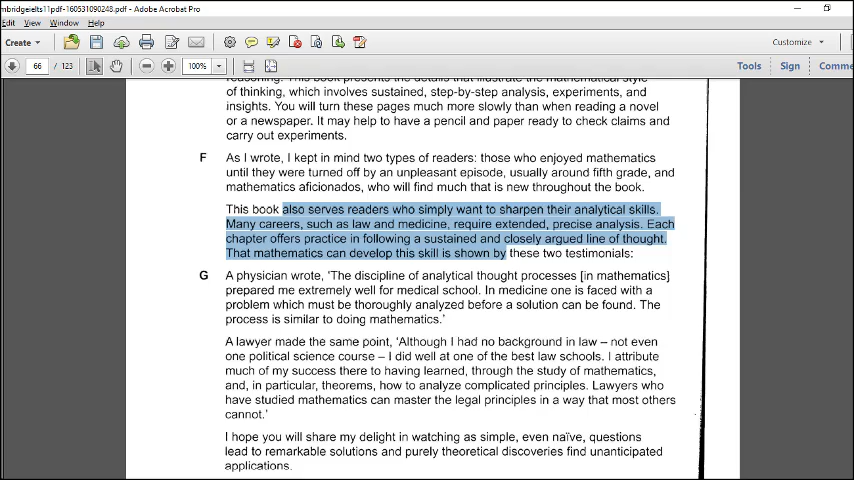 mbridgeielts11pdf-160531090248.pdf - Adobe Acrobat Pro
Edit View Window Help
Create Customize
66 / 123 100% Tools Sign Comme
of thinking, which involves sustained, step-by-step analysis, experiments, and
insights. You will turn these pages much more slowly than when reading a novel
or a newspaper. It may help to have a pencil and paper ready to check claims and
carry out experiments.
F As I wrote, I kept in mind two types of readers: those who enjoyed mathematics
until they were turned off by an unpleasant episode, usually around fifth grade, and
mathematics aficionados, who will find much that is new throughout the book.
This book also serves readers who simply want to sharpen their analytical skills.
Many careers, such as law and medicine, require extended, precise analysis. Each
chapter offers practice in following a sustained and closely argued line of thought.
That mathematics can develop this skill is shown by these two testimonials:
G A physician wrote, ‘The discipline of analytical thought processes [in mathematics]
prepared me extremely well for medical school. In medicine one is faced with a
problem which must be thoroughly analyzed before a solution can be found. The
process is similar to doing mathematics.’
A lawyer made the same point, ‘Although I had no background in law – not even
one political science course – I did well at one of the best law schools. I attribute
much of my success there to having learned, through the study of mathematics,
and, in particular, theorems, how to analyze complicated principles. Lawyers who
have studied mathematics can master the legal principles in a way that most others
cannot.’
I hope you will share my delight in watching as simple, even naïve, questions
lead to remarkable solutions and purely theoretical discoveries find unanticipated
applications.